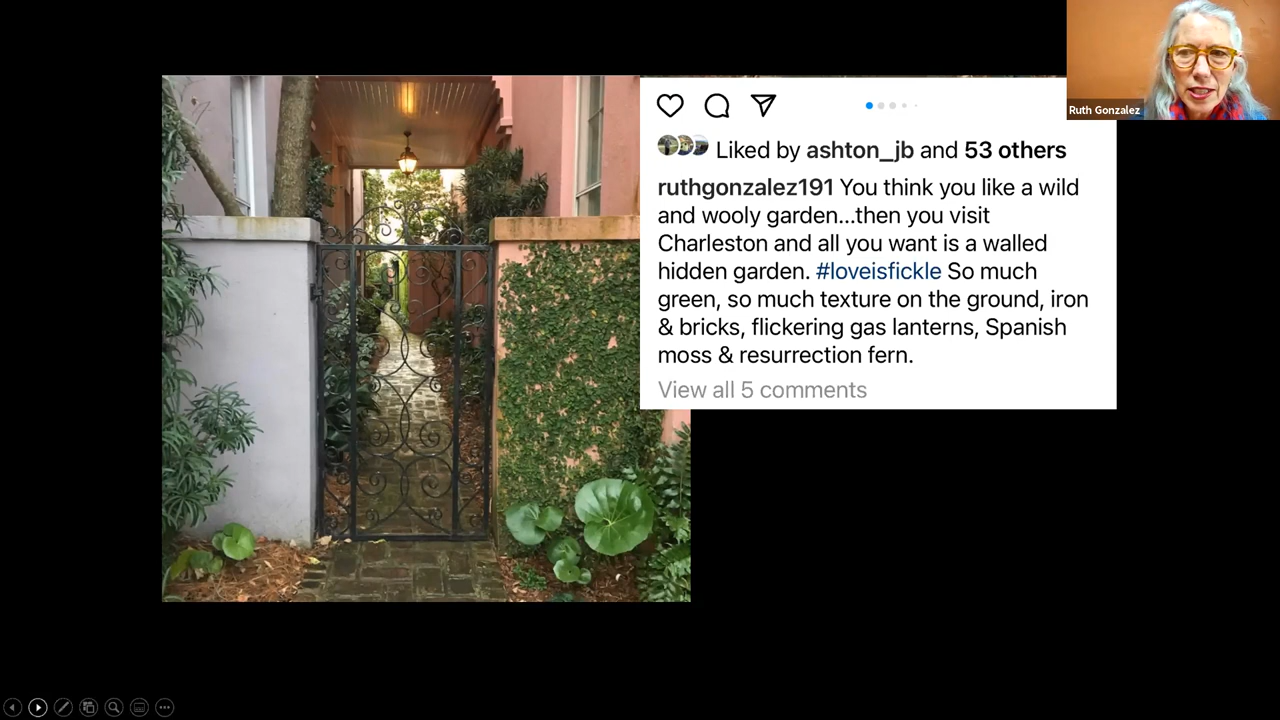 Liked by ashton_jb and 53 others
ruthgonzalez191 You think you like a wild
and wooly garden...then you visit
Charleston and all you want is a walled
hidden garden. #loveisfickle So much
green, so much texture on the ground, iron
& bricks, flickering gas lanterns, Spanish
moss & resurrection fern.
View all 5 comments
Ruth Gonzalez